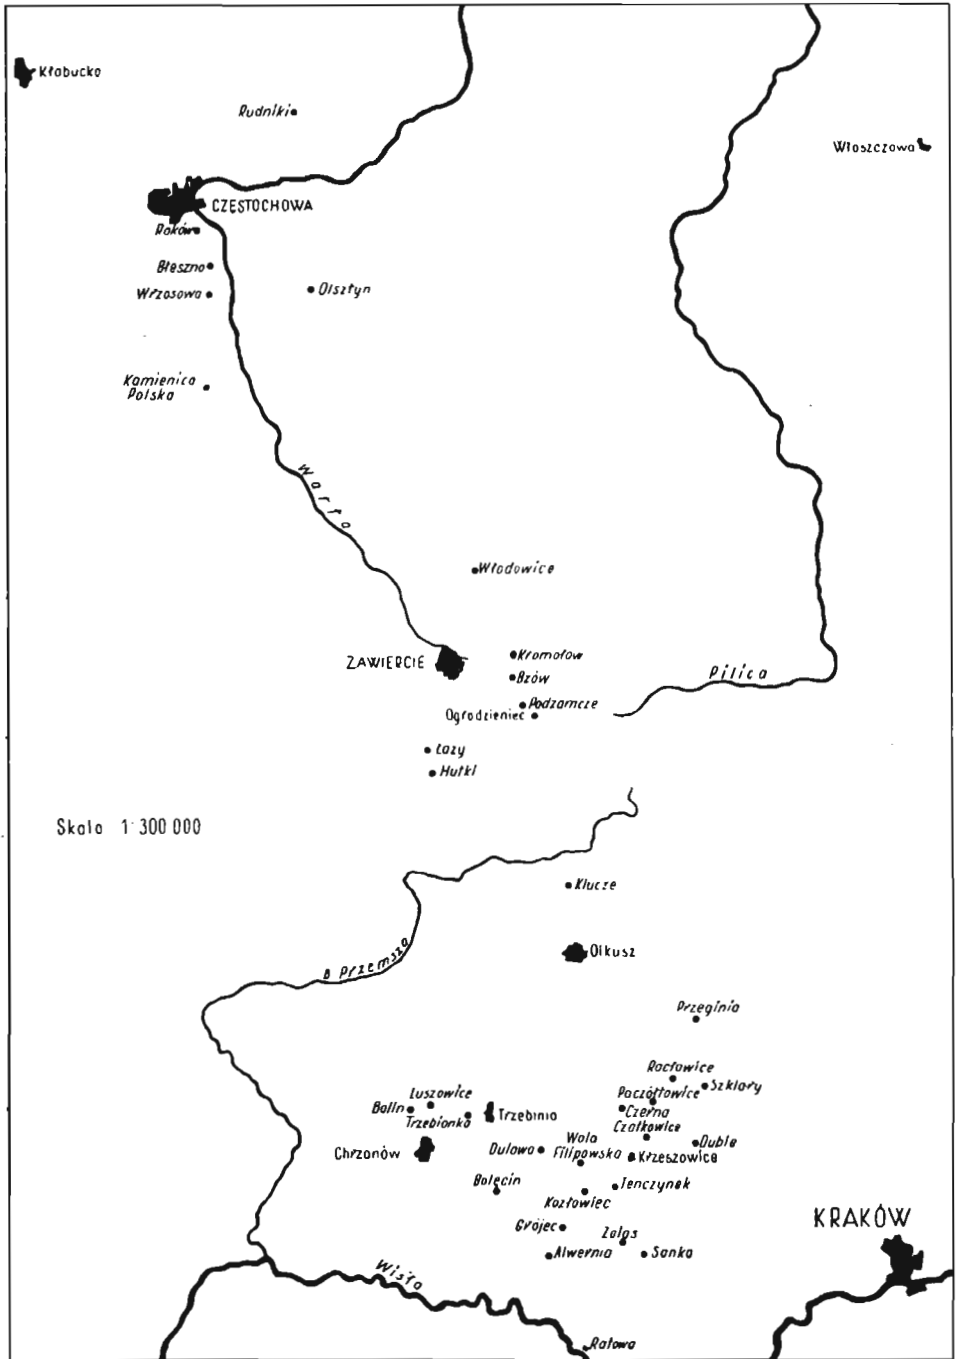 Kłobucko
Rudniki
Włoszczowa
CZĘSTOCHOWA
Raków
Błeszno
Wrzosowa
Olsztyn
Kamienica
Polska
Warta
Włodowice
ZAWIERCIE
Kromołow
Bzów
Pilica
Podzamcze
Ogrodzieniec
Łazy
Hutki
Skala 1:300 000
Klucze
Olkusz
B Przemsza
Przeginia
Racławice
Szklary
Paczółtowice
Luszowice
Balin
Czerna
Trzebionka
Trzebinia
Czatkowice
Chrzanów
Dulowa
Wola
Filipowska
Dubie
Krzeszowice
Bolęcin
Tenczynek
Kozłowiec
KRAKÓW
Grójec
Zalas
Alwernia
Sanka
Wisła